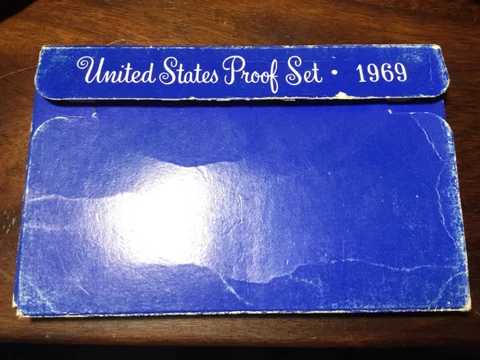 United States Proof Set · 1969